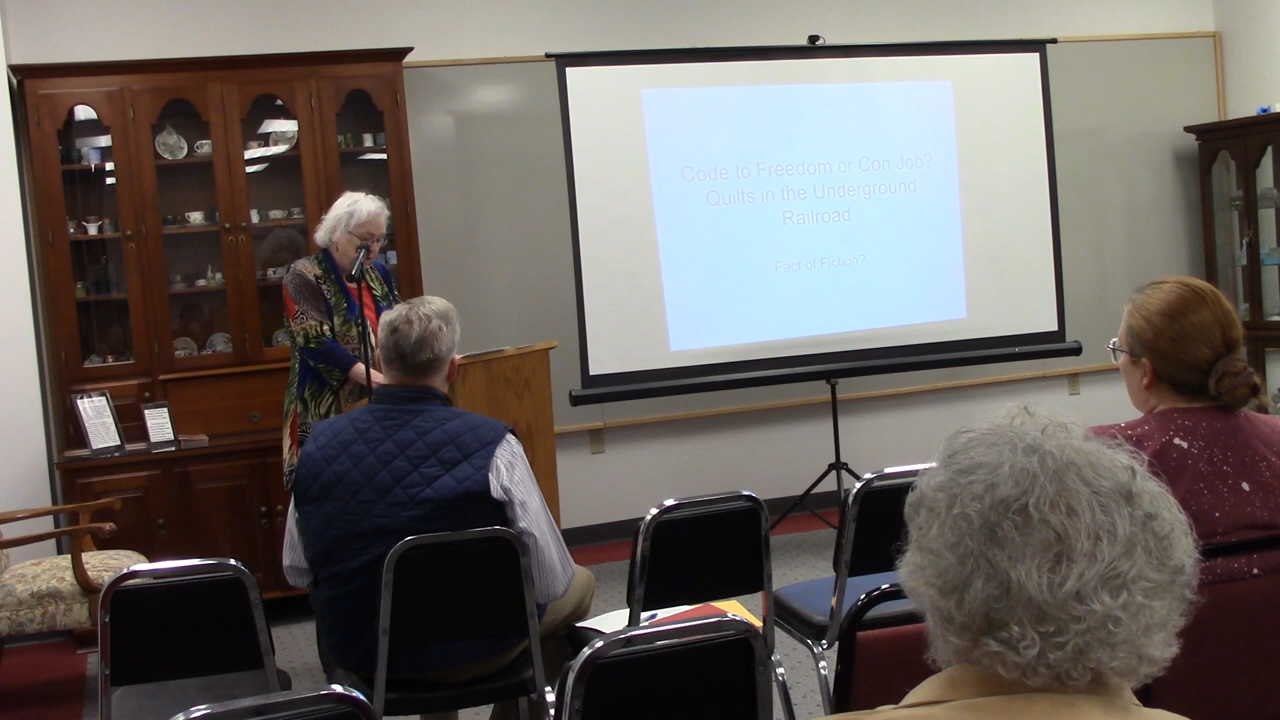 Code to Freedom or Con Job?
Quilts in the Underground
Railroad
Fact of Fiction?